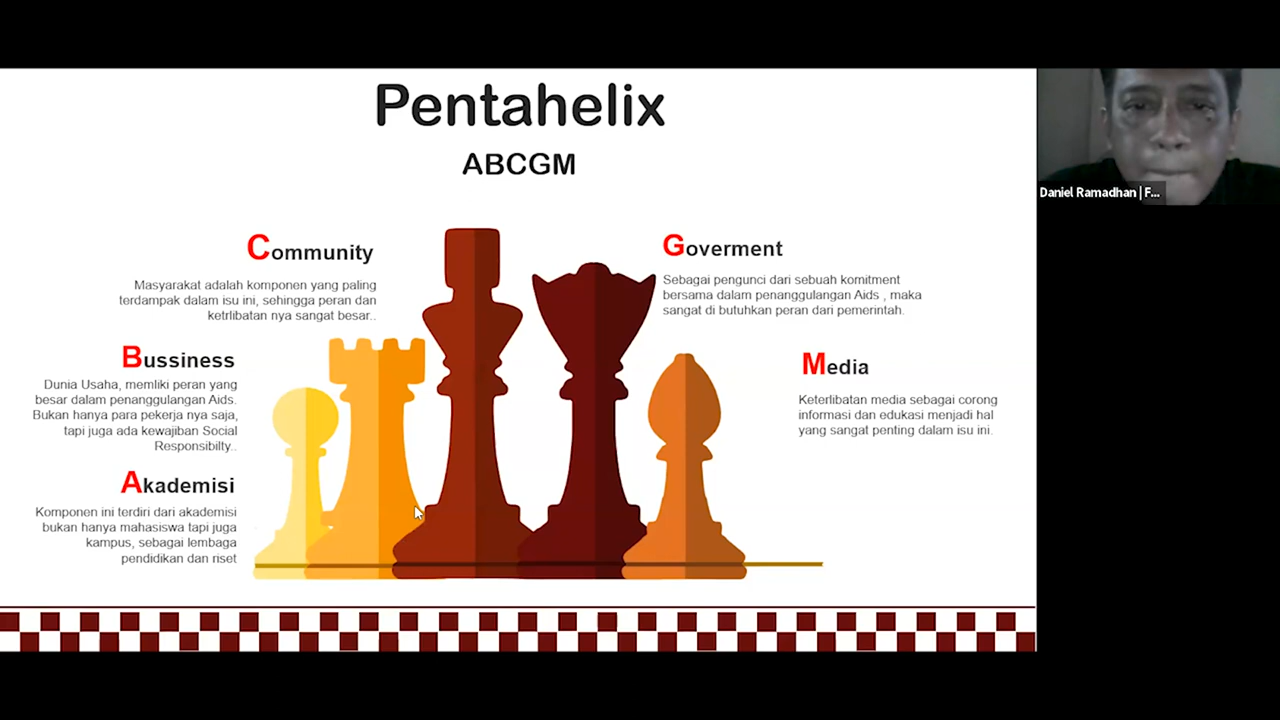 Pentahelix
ABCGM
Community
Masyarakat adalah komponen yang paling
terdampak dalam isu ini, sehingga peran dan
ketrlibatan nya sangat besar..
Bussiness
Dunia Usaha, memliki peran yang
besar dalam penanggulangan Aids.
Bukan hanya para pekerja nya saja,
tapi juga ada kewajiban Social
Responsibilty..
Akademisi
Komponen ini terdiri dari akademisi
bukan hanya mahasiswa tapi juga
kampus, sebagai lembaga
pendidikan dan riset
Goverment
Sebagai pengunci dari sebuah komitment
bersama dalam penanggulangan Aids , maka
sangat di butuhkan peran dari pemerintah.
Media
Keterlibatan media sebagai corong
informasi dan edukasi menjadi hal
yang sangat penting dalam isu ini.
Daniel Ramadhan | F...